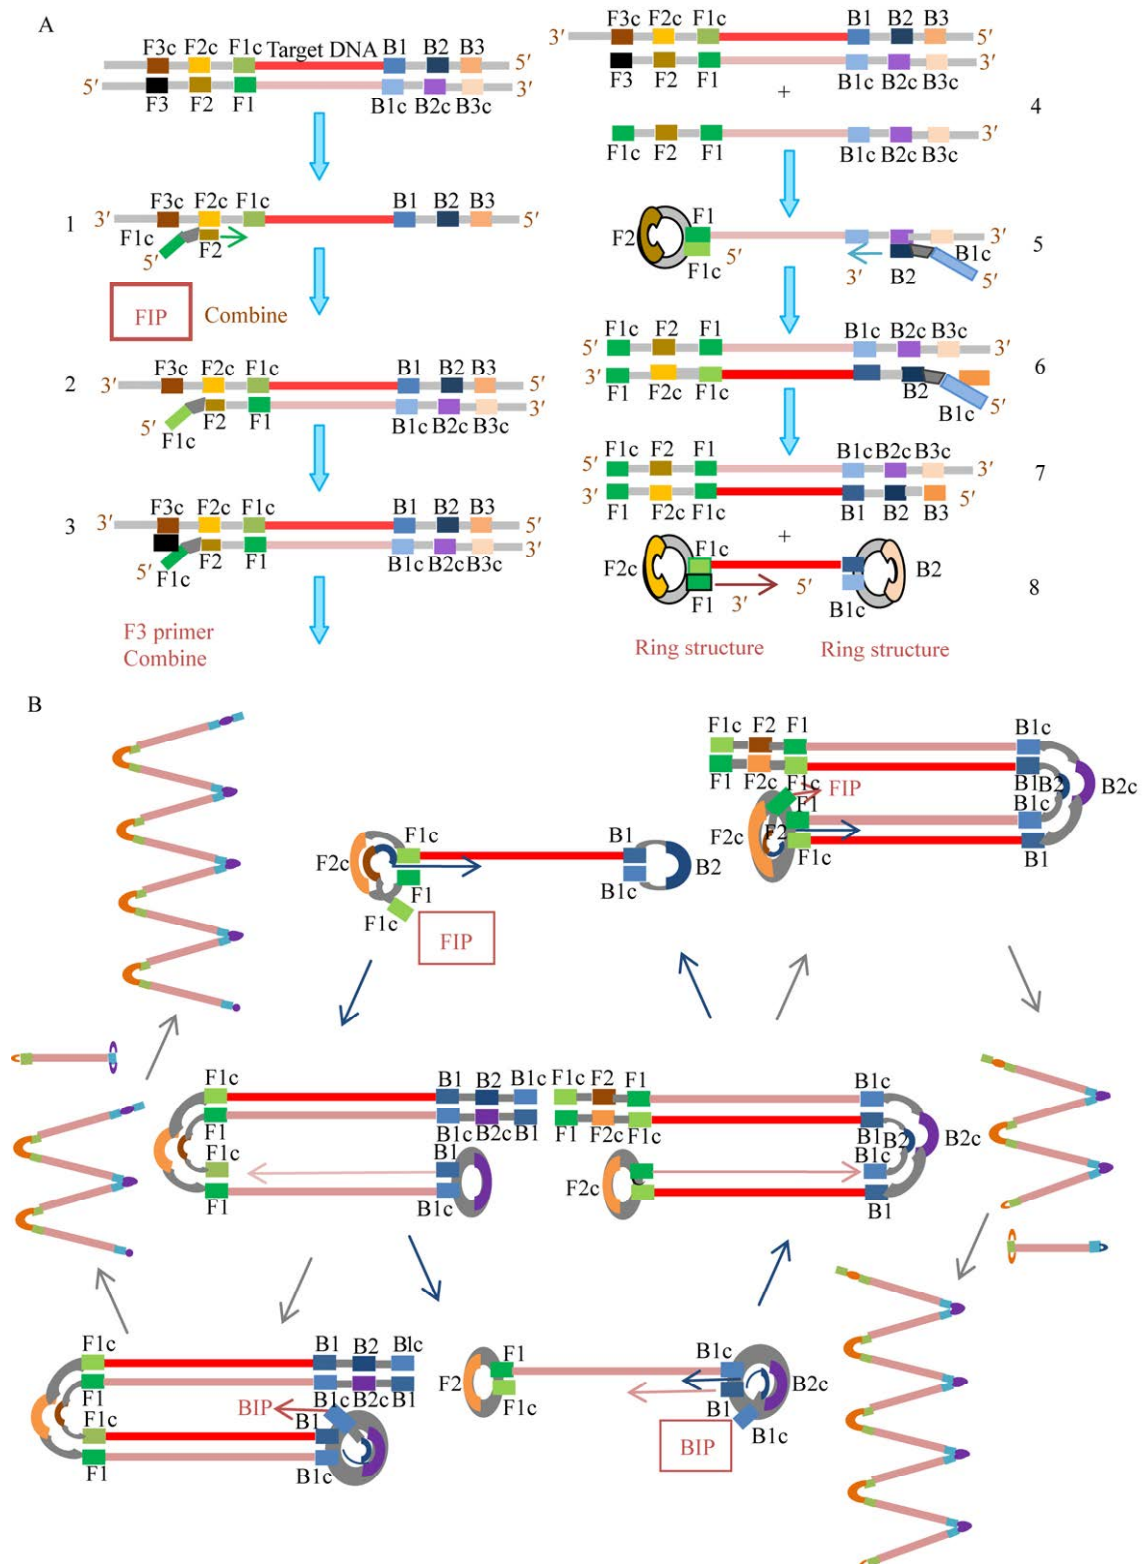 A
F3c F2c F1c Target DNA B1 B2 B3
5′
5′ 3′
F3 F2 F1 B1c B2c B3c
1
F3c F2c F1c B1 B2 B3
3′ 5′
F1c F2
5′
FIP Combine
2
F3c F2c F1c B1 B2 B3
3′ 5′
3′
5′ F1c F2 F1 B1c B2c B3c
3
F3c F2c F1c B1 B2 B3
3′ 5′
3′
5′ F1c F2 F1 B1c B2c B3c
F3 primer
Combine
F3c F2c F1c B1 B2 B3
3′ 5′
3′
F3 F2 F1 B1c B2c B3c
+
4
3′
F1c F2 F1 B1c B2c B3c
F1
F2 3′ 5
F1c 5′ 3′ B2 B1c 5′
F1c F2 F1 B1c B2c B3c
5′ 3′
6
3′
F1 F2c F1c B2 B1c 5′
F1c F2 F1 B1c B2c B3c
5′ 3′ 7
3′ 5′
F1 F2c F1c B1 B2 B3
+
F1c
F2c B2
F1 3′ 5′ B1c
8
Ring structure Ring structure
B
F1c F2 F1 B1c
F1 F2c F1c FIP B1 B2 B2c
F1 B1c
F2c F2 F1c B1
F1c B1
F2c F1 B1c B2
F1c FIP
F1c B1 B2 B1c
F1 B1c B2c B1
F1c B1
F1 B1c
F1c F2 F1 B1c
F1 F2c F1c B1 B2 B2c
B1c
F2c B1
F1c B1 B2 B1c
F1 B1c B2c B1
BIP B1
F1c
F1 B1c
F1 B1c
F2 B2c
F1c B1 B1c
BIP